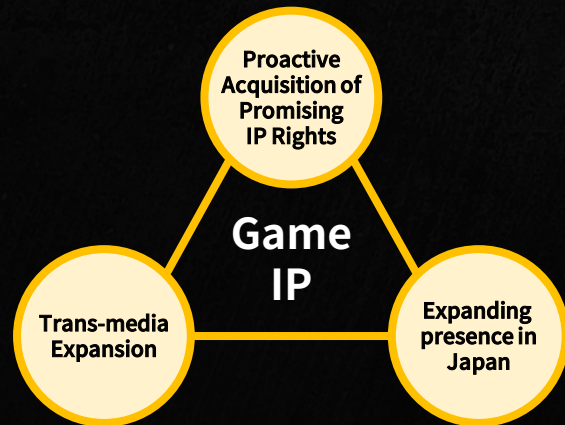 Proactive
Acquisition of
Promising
IP Rights
Game
IP
Trans-media
Expansion
Expanding
presence in
Japan